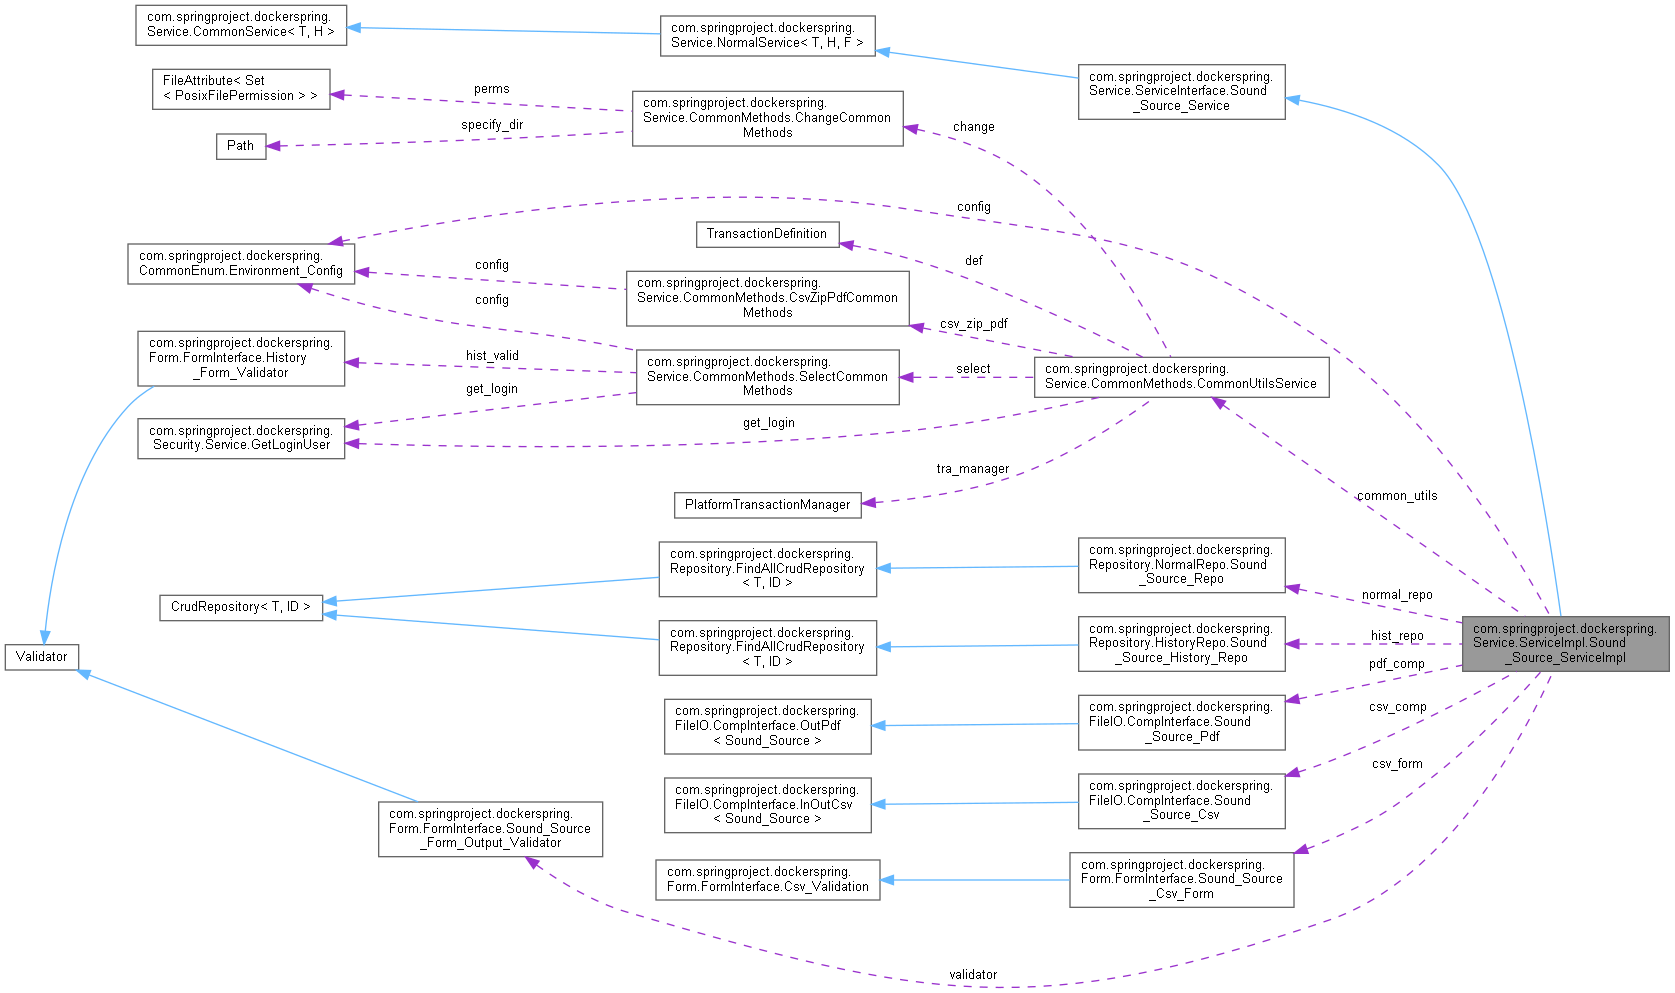 com.springproject.dockerspring.
Service.CommonService< T, H >
com.springproject.dockerspring.
Service.NormalService< T, H, F >
com.springproject.dockerspring.
Service.ServiceInterface.Sound
_Source_Service
FileAttribute< Set
< PosixFilePermission > >
perms
com.springproject.dockerspring.
Service.CommonMethods.ChangeCommon
Methods
specify_dir
Path
change
config
TransactionDefinition
def
com.springproject.dockerspring.
CommonEnum.Environment_Config
config
com.springproject.dockerspring.
Service.CommonMethods.CsvZipPdfCommon
Methods
config
csv_zip_pdf
com.springproject.dockerspring.
Form.FormInterface.History
_Form_Validator
hist_valid
com.springproject.dockerspring.
Service.CommonMethods.SelectCommon
Methods
select
com.springproject.dockerspring.
Service.CommonMethods.CommonUtilsService
get_login
com.springproject.dockerspring.
Security.Service.GetLoginUser
get_login
tra_manager
PlatformTransactionManager
common_utils
com.springproject.dockerspring.
Repository.FindAllCrudRepository
< T, ID >
com.springproject.dockerspring.
Repository.NormalRepo.Sound
_Source_Repo
normal_repo
CrudRepository< T, ID >
com.springproject.dockerspring.
Repository.FindAllCrudRepository
< T, ID >
com.springproject.dockerspring.
Repository.HistoryRepo.Sound
_Source_History_Repo
hist_repo
com.springproject.dockerspring.
Service.ServiceImpl.Sound
_Source_ServiceImpl
Validator
pdf_comp
com.springproject.dockerspring.
FileIO.CompInterface.OutPdf
< Sound_Source >
com.springproject.dockerspring.
FileIO.CompInterface.Sound
_Source_Pdf
csv_comp
csv_form
com.springproject.dockerspring.
FileIO.CompInterface.InOutCsv
< Sound_Source >
com.springproject.dockerspring.
FileIO.CompInterface.Sound
_Source_Csv
com.springproject.dockerspring.
Form.FormInterface.Sound_Source
_Form_Output_Validator
com.springproject.dockerspring.
Form.FormInterface.Csv_Validation
com.springproject.dockerspring.
Form.FormInterface.Sound_Source
_Csv_Form
validator